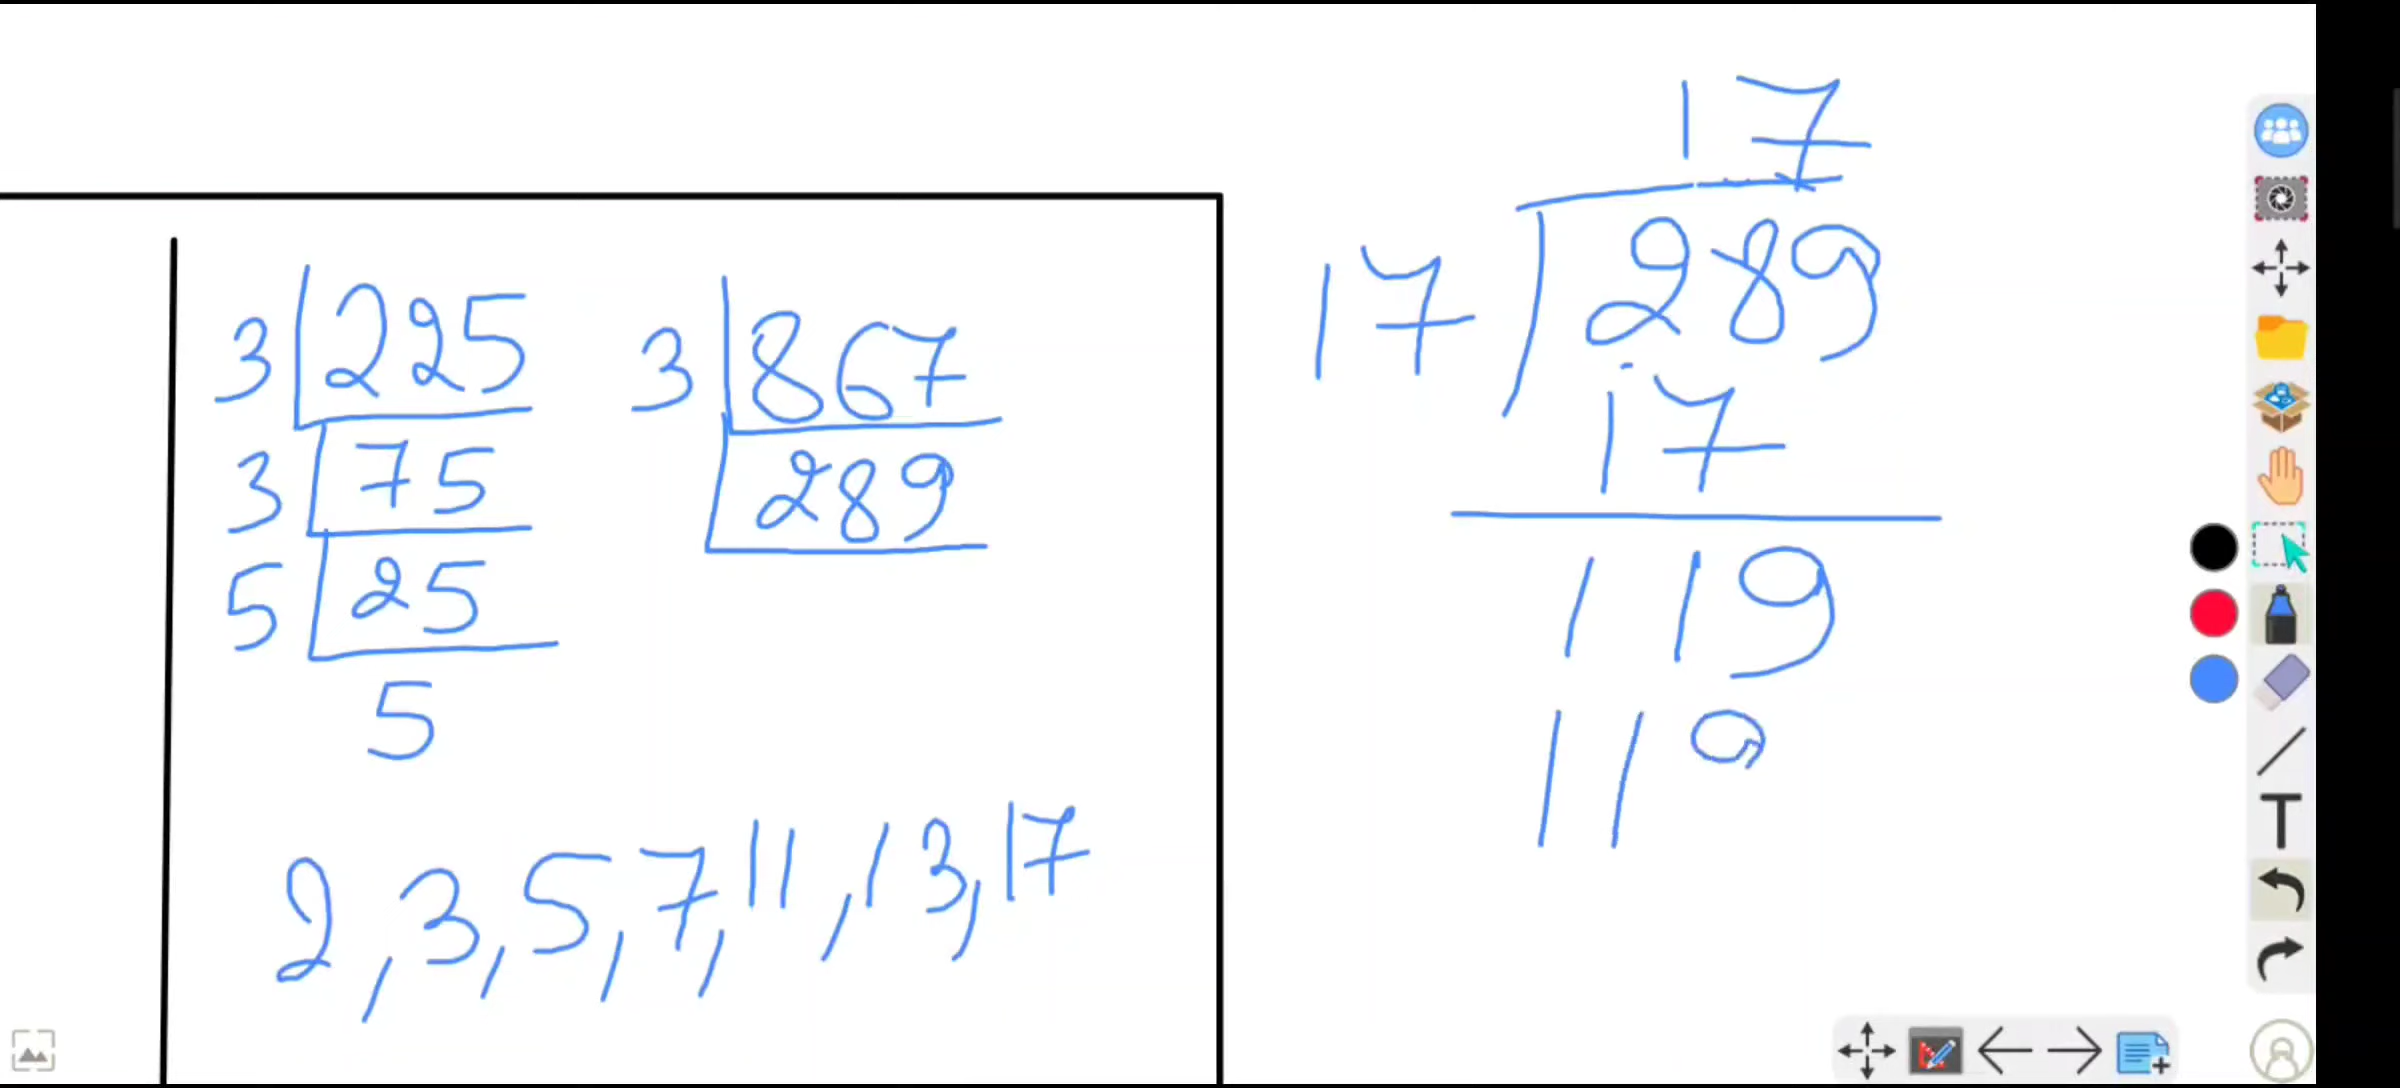 3 | 225
3 | 75
5 | 25
5
3 | 867
289
2, 3, 5, 7, 11, 13, 17
17
17 ) 289
17
119
119
T